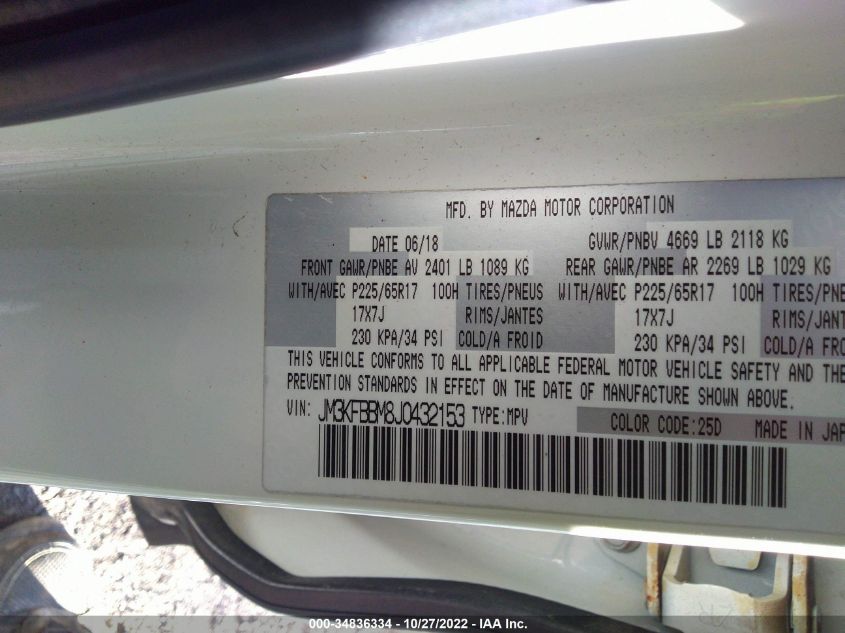 MFD. BY MAZDA MOTOR CORPORATION
DATE 06/18 GVWR/PNBV 4669 LB 2118 KG
FRONT GAWR/PNBE AV 2401 LB 1089 KG REAR GAWR/PNBE AR 2269 LB 1029 KG
WITH/AVEC P225/65R17 100H TIRES/PNEUS WITH/AVEC P225/65R17 100H TIRES/PNE
17X7J RIMS/JANTES 17X7J RIMS/JANT
230 KPA/34 PSI COLD/A FROID 230 KPA/34 PSI COLD/A FRO
THIS VEHICLE CONFORMS TO ALL APPLICABLE FEDERAL MOTOR VEHICLE SAFETY AND THE
PREVENTION STANDARDS IN EFFECT ON THE DATE OF MANUFACTURE SHOWN ABOVE.
VIN: JM3KFBBM8J0432153 TYPE:MPV COLOR CODE:25D MADE IN JAP
000-34836334 - 10/27/2022 - IAA Inc.